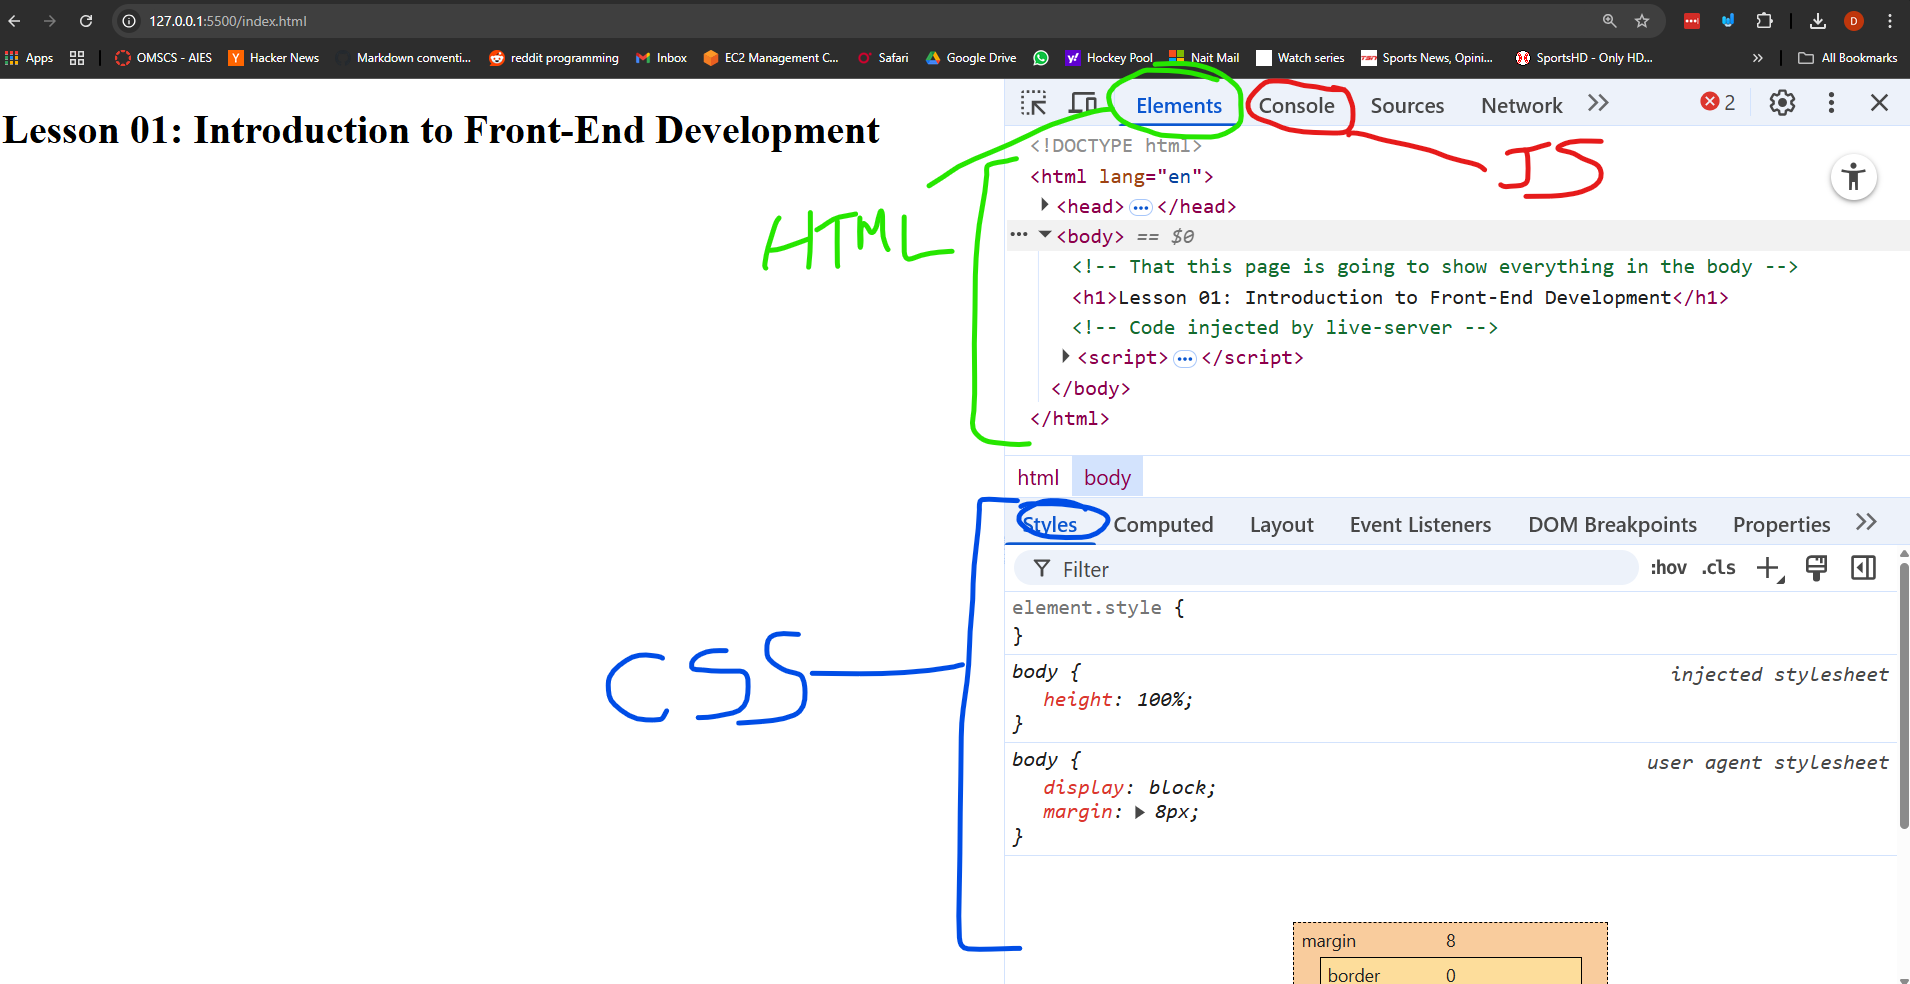 127.0.0.1:5500/index.html
D
Apps
OMSCS - AIES
Hacker News
Markdown conventi...
reddit programming
Inbox
EC2 Management C...
Safari
Google Drive
Hockey Pool
Nait Mail
Watch series
Sports News, Opini...
SportsHD - Only HD...
All Bookmarks
Lesson 01: Introduction to Front-End Development
Elements
Console
Sources
Network
2
JS
HTML
<!DOCTYPE html>
<html lang="en">
<head> ... </head>
... <body> == $0
<!-- That this page is going to show everything in the body -->
<h1>Lesson 01: Introduction to Front-End Development</h1>
<!-- Code injected by live-server -->
<script> ... </script>
</body>
</html>
html body
Styles
Computed
Layout
Event Listeners
DOM Breakpoints
Properties
Filter
:hov .cls
CSS
element.style {
}
body {
injected stylesheet
height: 100%;
}
body {
user agent stylesheet
display: block;
margin: 8px;
}
margin 8
border 0